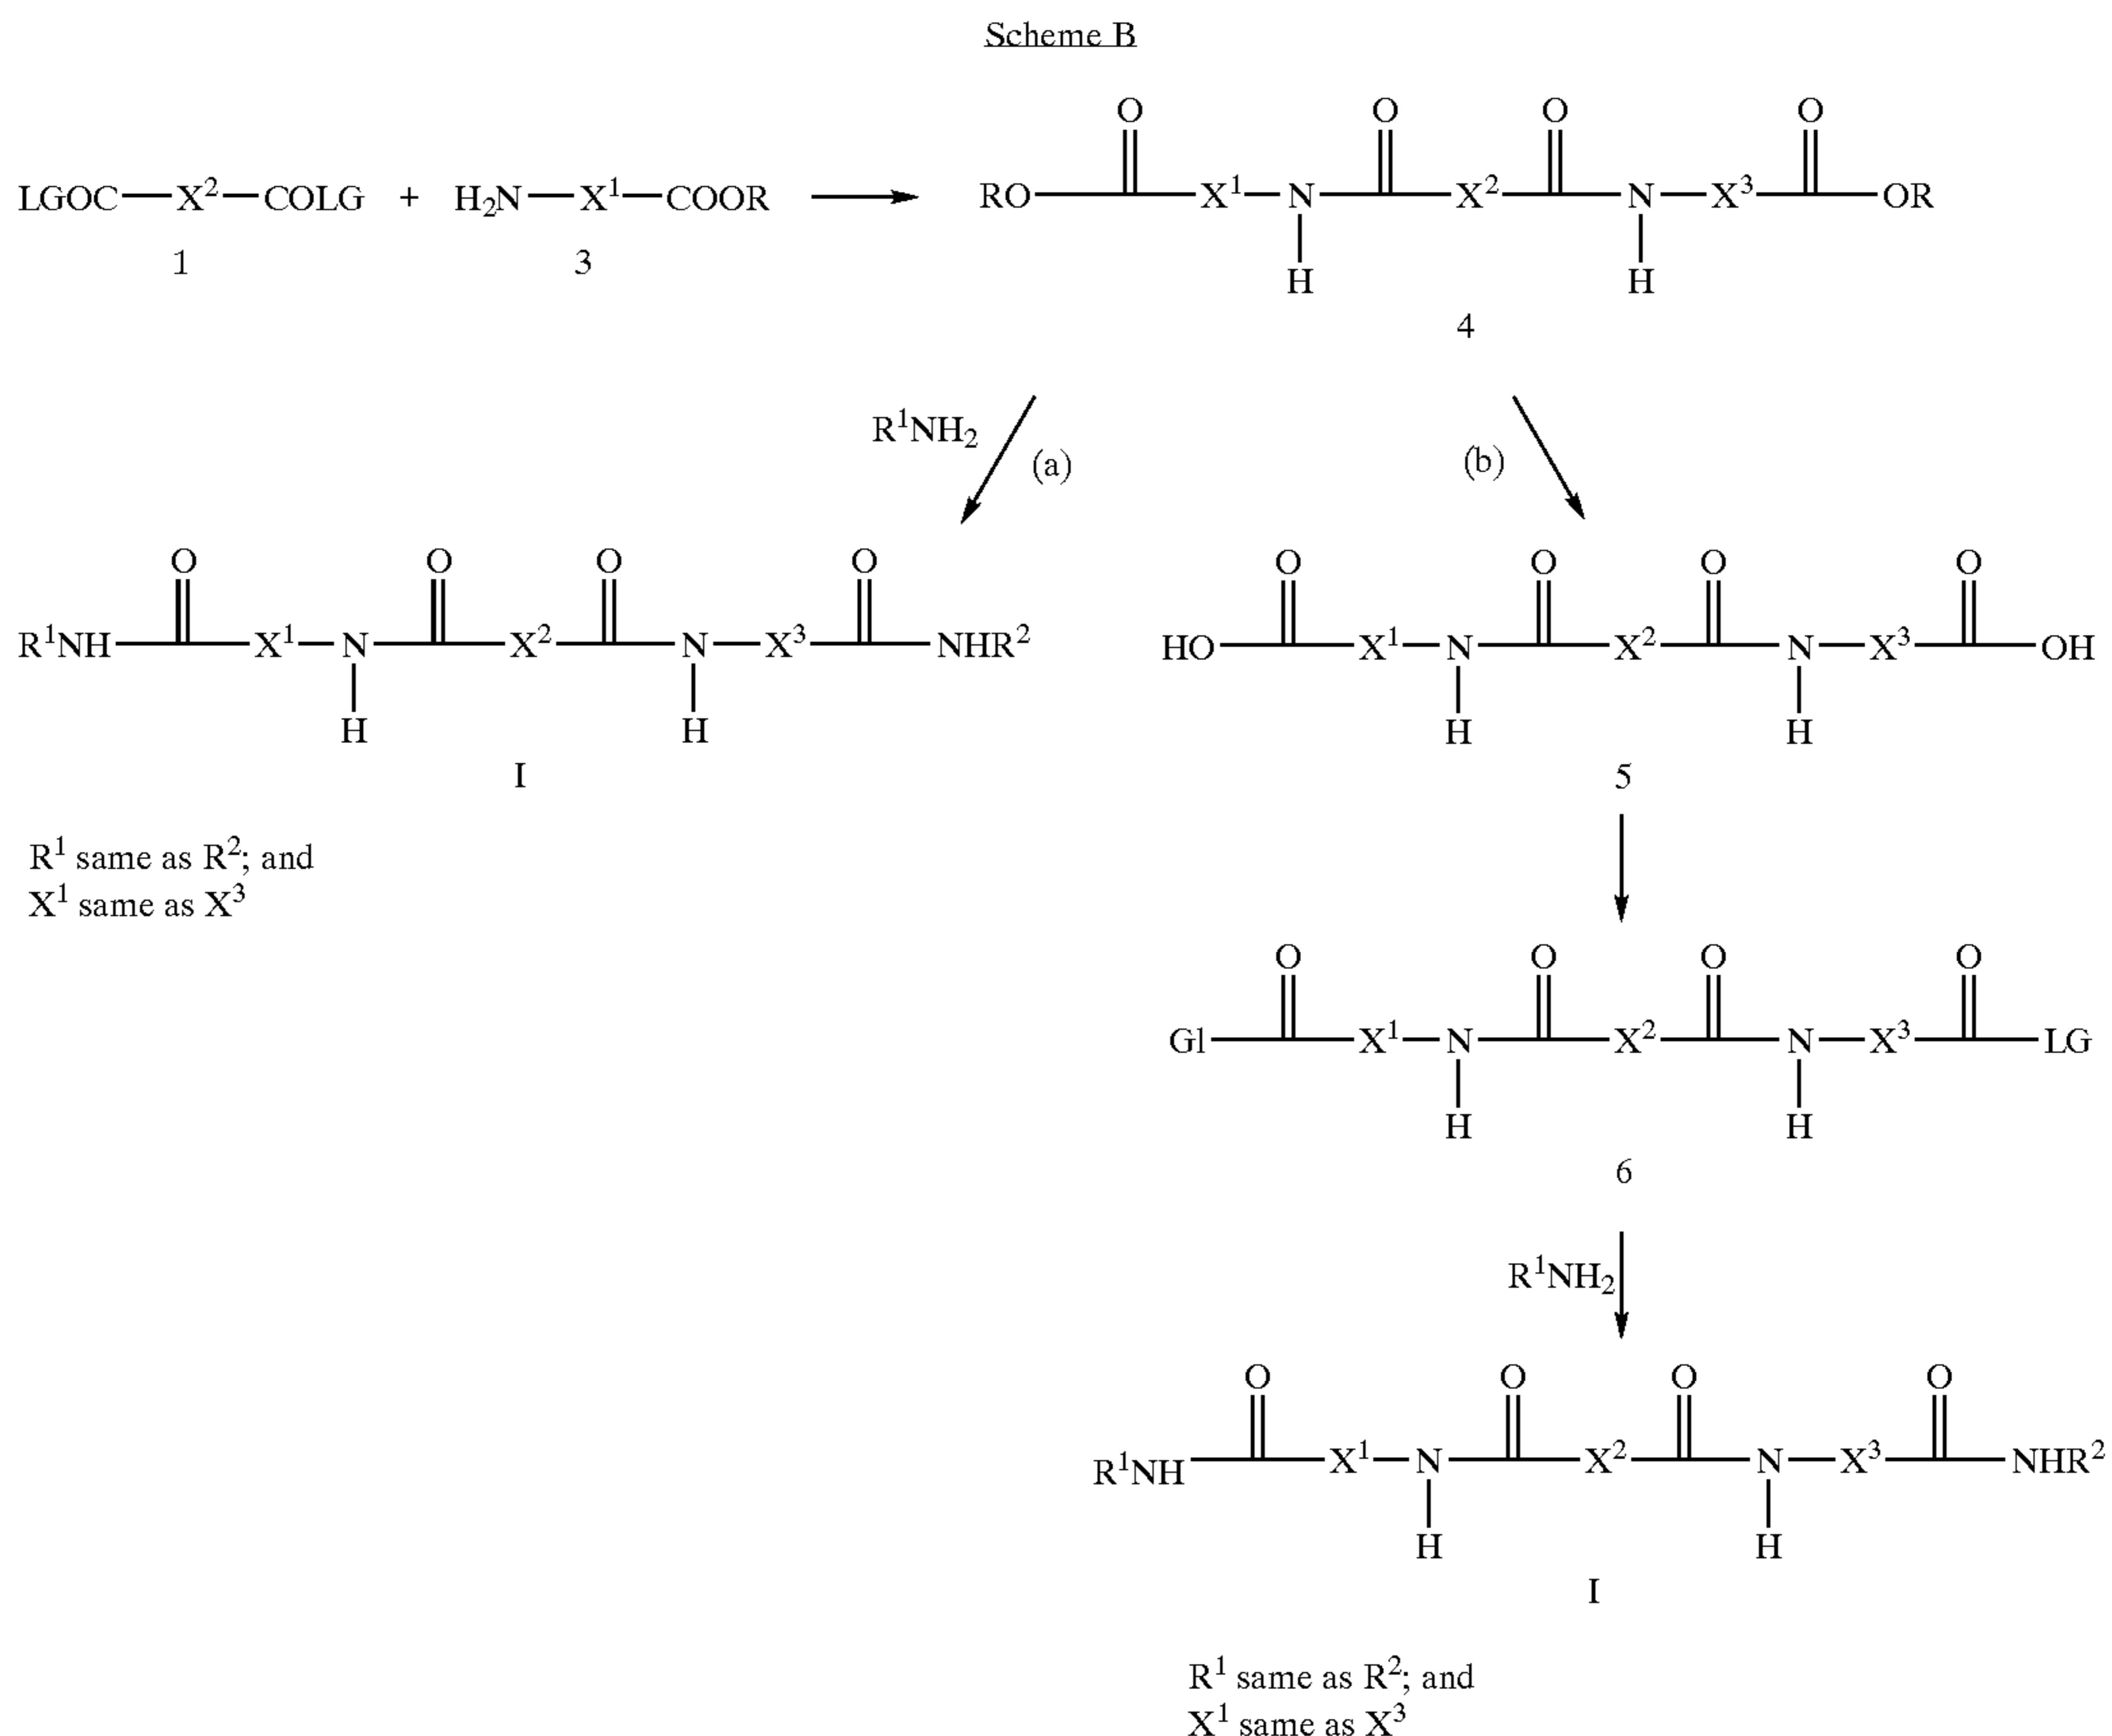 Scheme B
O O O O
LGOC—X²—COLG + H₂N—X¹—COOR RO X¹—N X² N—X³ OR
H H
1 3
4
R¹NH₂
(a) (b)
O O O O
R¹NH X¹—N X² N—X³ NHR²
H H
I
R¹ same as R²; and
X¹ same as X³
O O O O
HO X¹—N X² N—X³ OH
H H
5
O O O O
Gl X¹—N X² N—X³ LG
H H
6
R¹NH₂
O O O O
R¹NH X¹—N X² N—X³ NHR²
H H
I
R¹ same as R²; and
X¹ same as X³